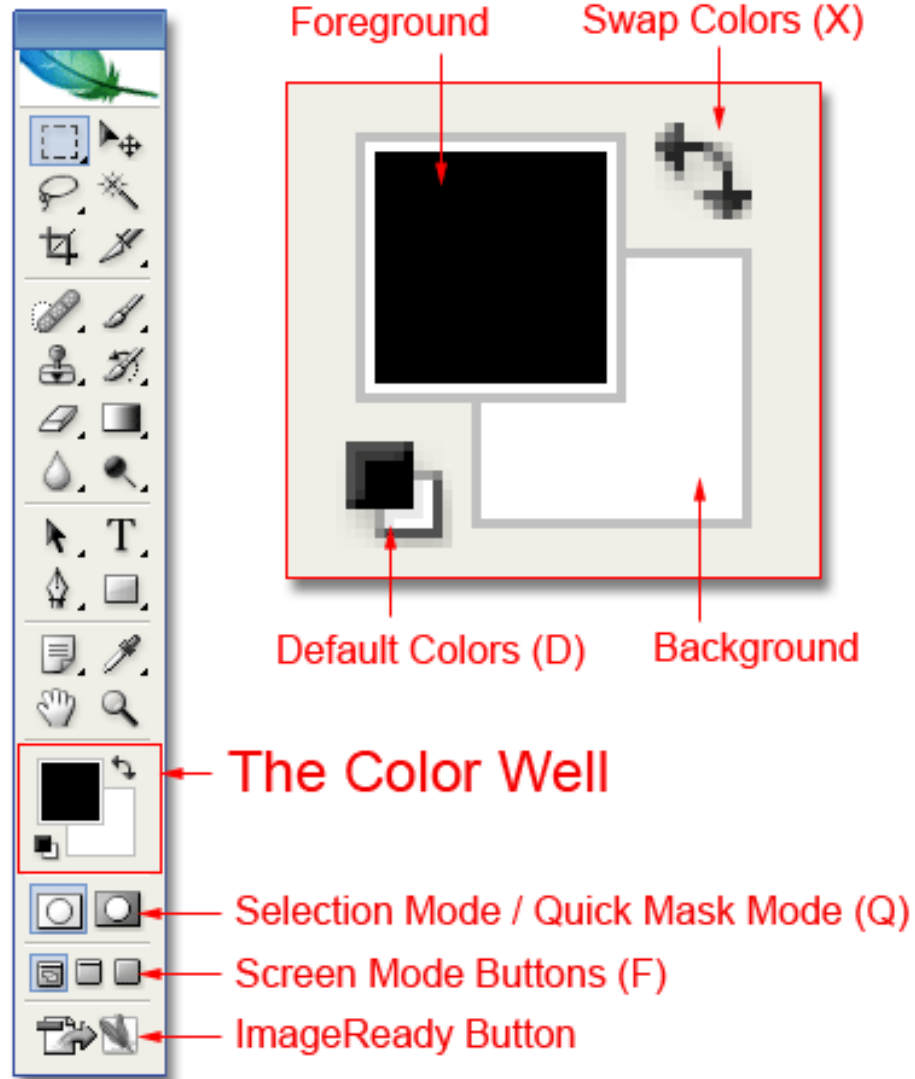 Foreground
Swap Colors (X)
Default Colors (D)
Background
T
The Color Well
Selection Mode / Quick Mask Mode (Q)
Screen Mode Buttons (F)
ImageReady Button